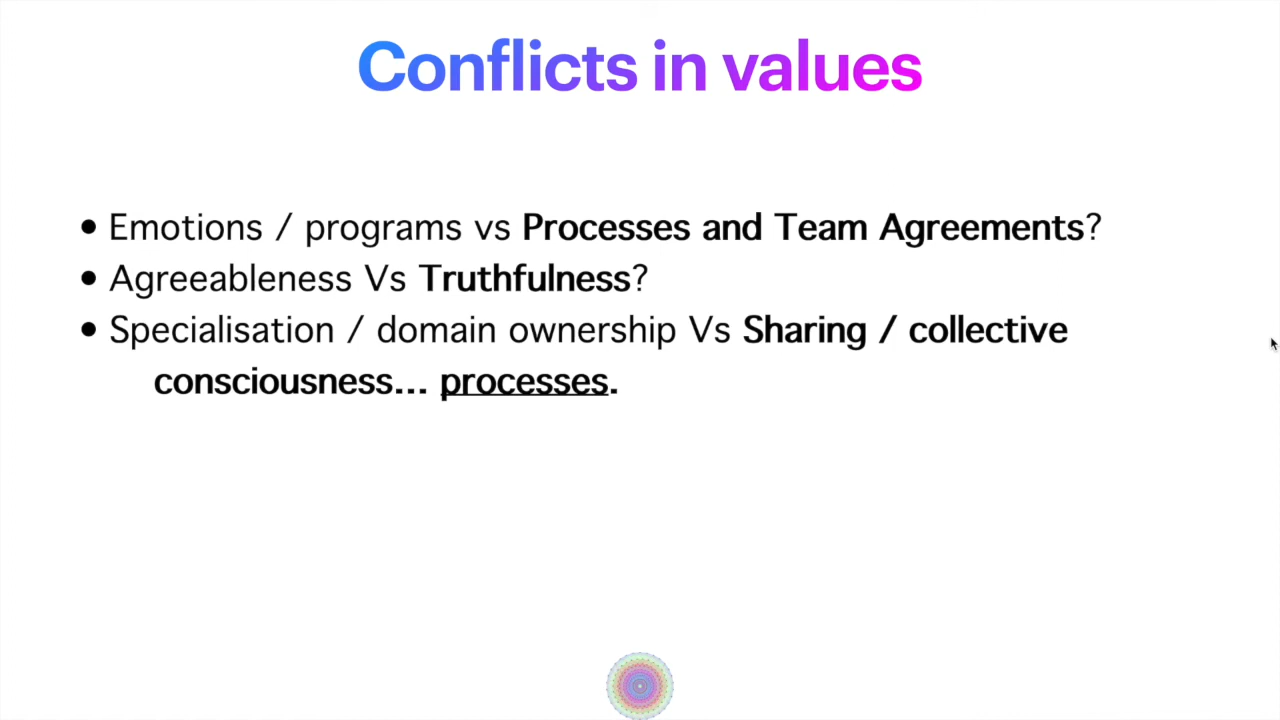 Conflicts in values
• Emotions / programs vs Processes and Team Agreements?
• Agreeableness Vs Truthfulness?
• Specialisation / domain ownership Vs Sharing / collective
consciousness... processes.